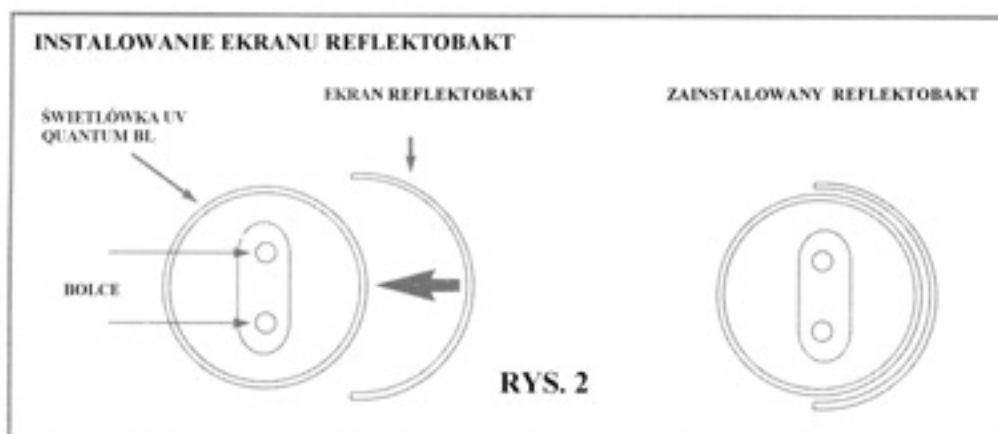 INSTALOWANIE EKRANU REFLEKTOBAKT
EKRAN REFLEKTOBAKT
ZAINSTALOWANY REFLEKTOBAKT
ŚWIETLÓWKA UV
QUANTUM BL
BOLCE
RYS. 2